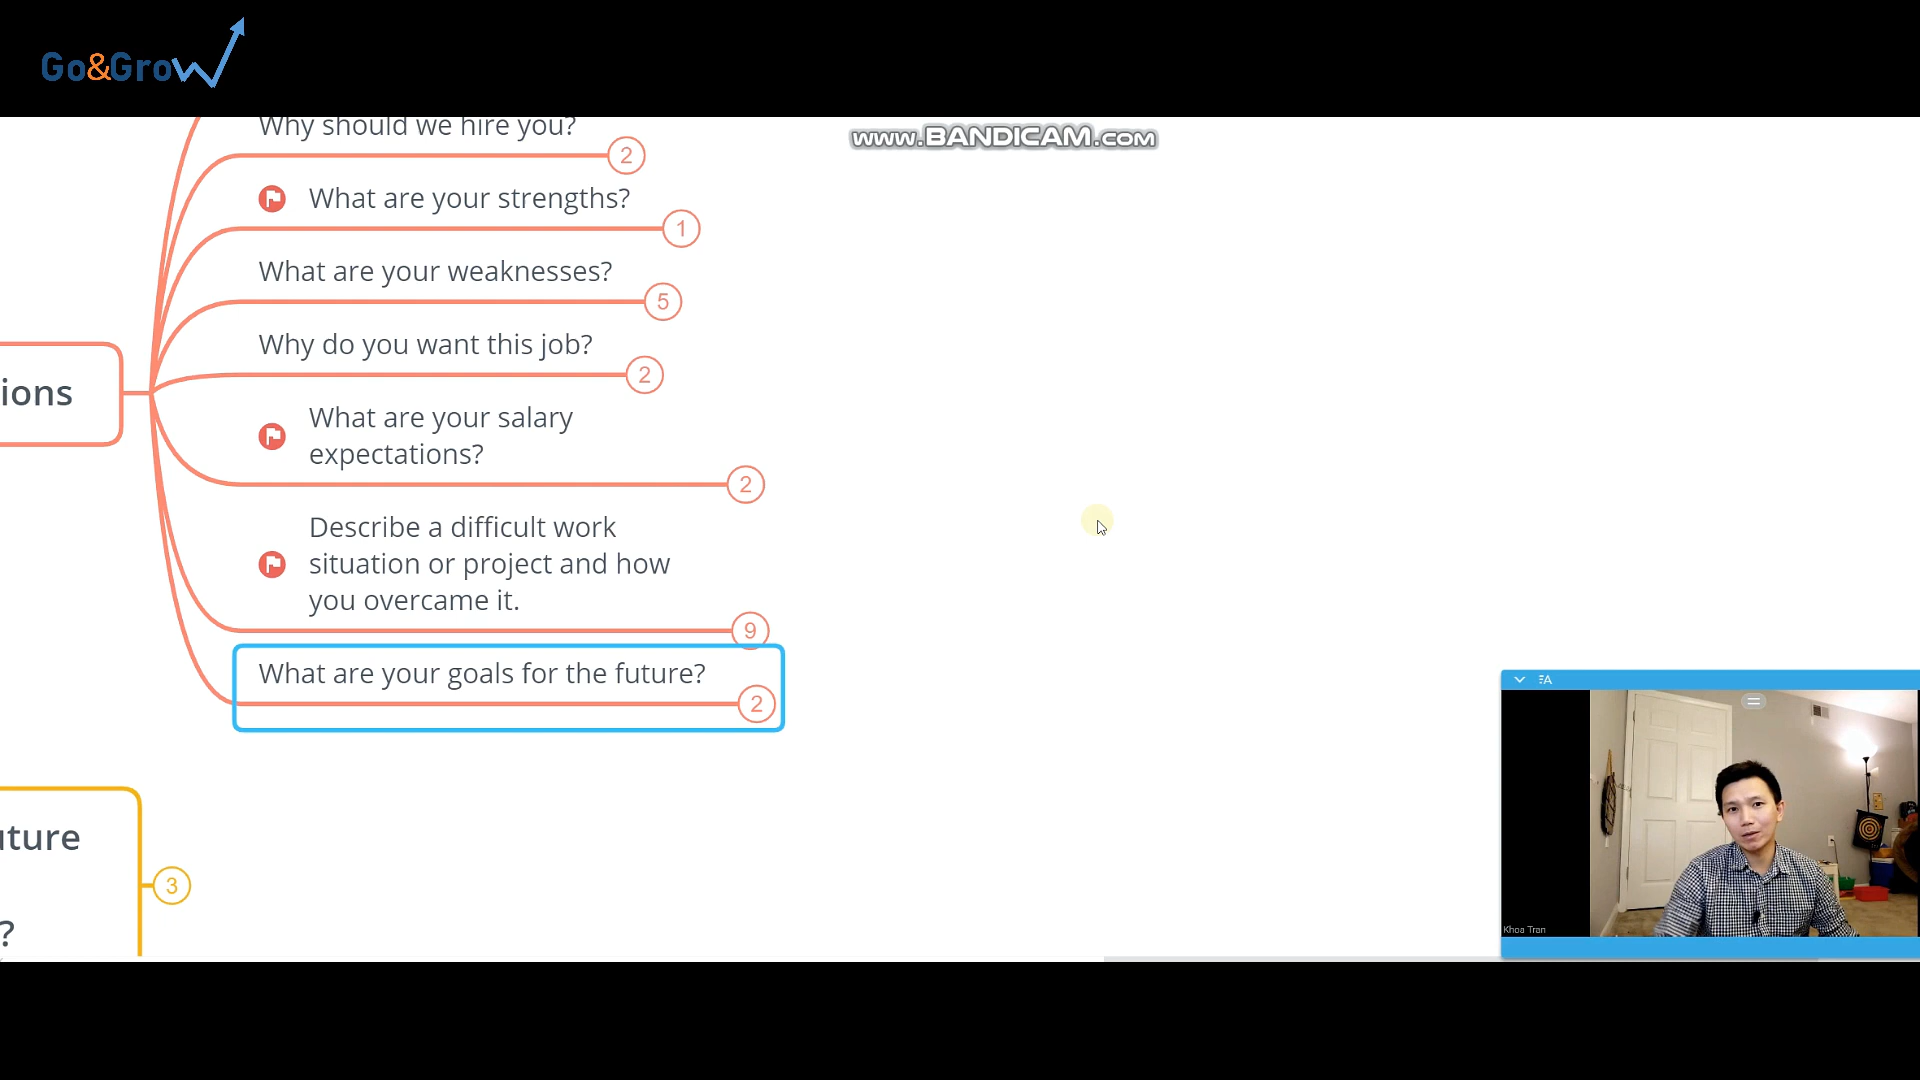 Go&Grow
www.BANDICAM.com
Why should we hire you?
2
What are your strengths?
1
What are your weaknesses?
5
Why do you want this job?
2
ions
What are your salary
expectations?
2
Describe a difficult work
situation or project and how
you overcame it.
9
What are your goals for the future?
2
uture
3
?
Khoa Tran